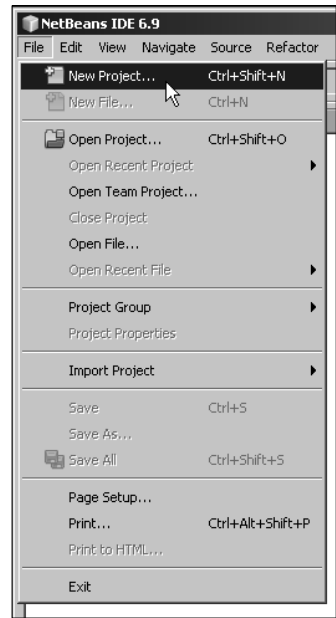 NetBeans IDE 6.9
File Edit View Navigate Source Refactor
New Project... Ctrl+Shift+N
New File... Ctrl+N
Open Project... Ctrl+Shift+O
Open Recent Project
Open Team Project...
Close Project
Open File...
Open Recent File
Project Group
Project Properties
Import Project
Save Ctrl+S
Save As...
Save All Ctrl+Shift+S
Page Setup...
Print... Ctrl+Alt+Shift+P
Print to HTML...
Exit